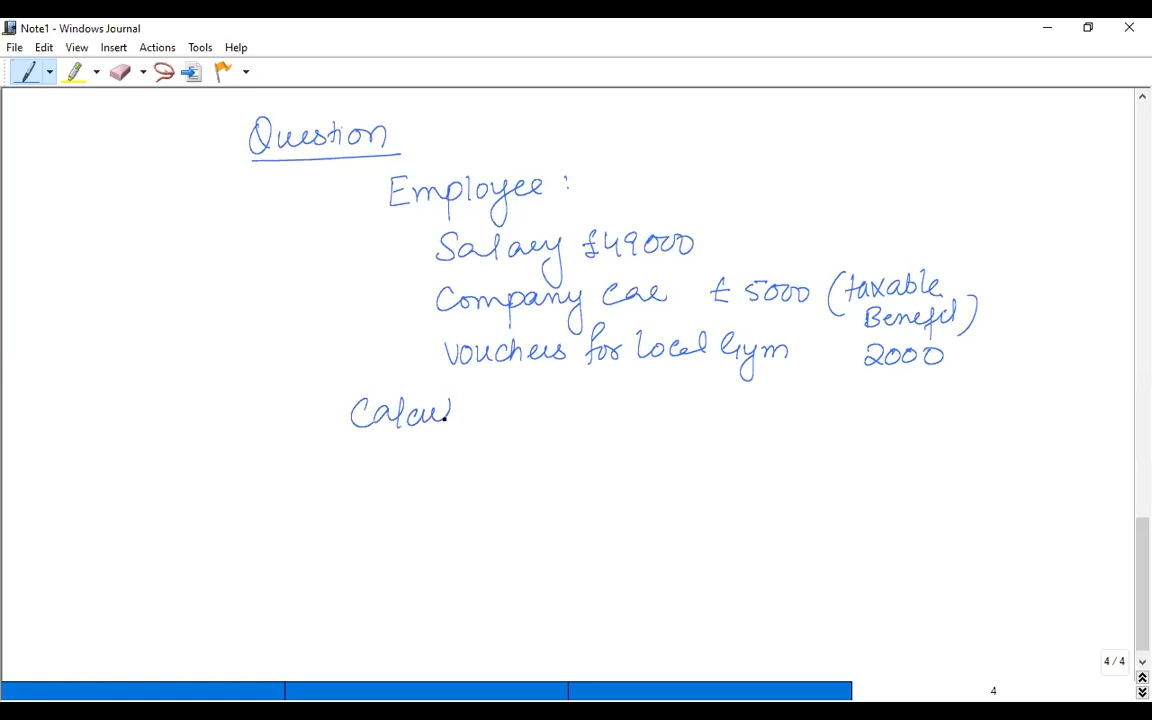 Note1 - Windows Journal
File Edit View Insert Actions Tools Help
Question
Employee :
Salary £49000
Company car £5000 (taxable
Benefit)
vouchers for local Gym 2000
Calcu
4 / 4
4